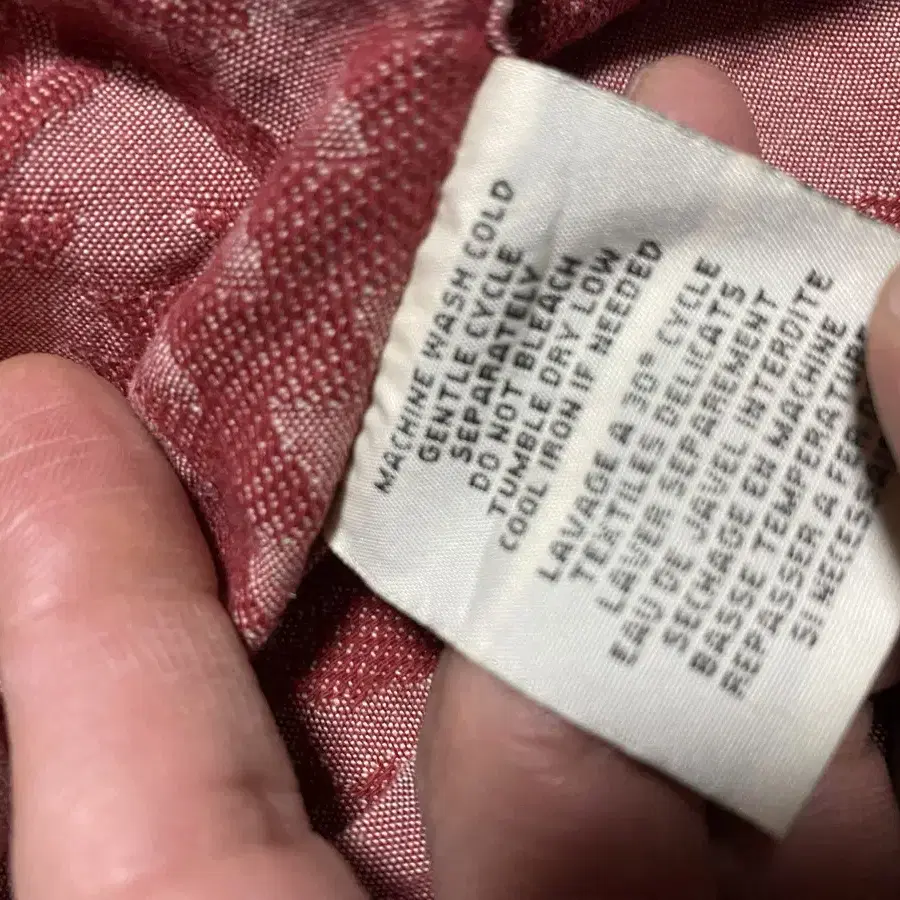 MACHINE WASH COLD
GENTLE CYCLE
SEPARATELY
DO NOT BLEACH
TUMBLE DRY LOW
COOL IRON IF NEEDED
LAVAGE A 30° CYCLE
TEXTILES DELICATS
LAVER SEPAREMENT
EAU DE JAVEL INTERDITE
SECHAGE EN MACHINE
BASSE TEMPERATURE
REPASSER A FER
SI NECESSAI